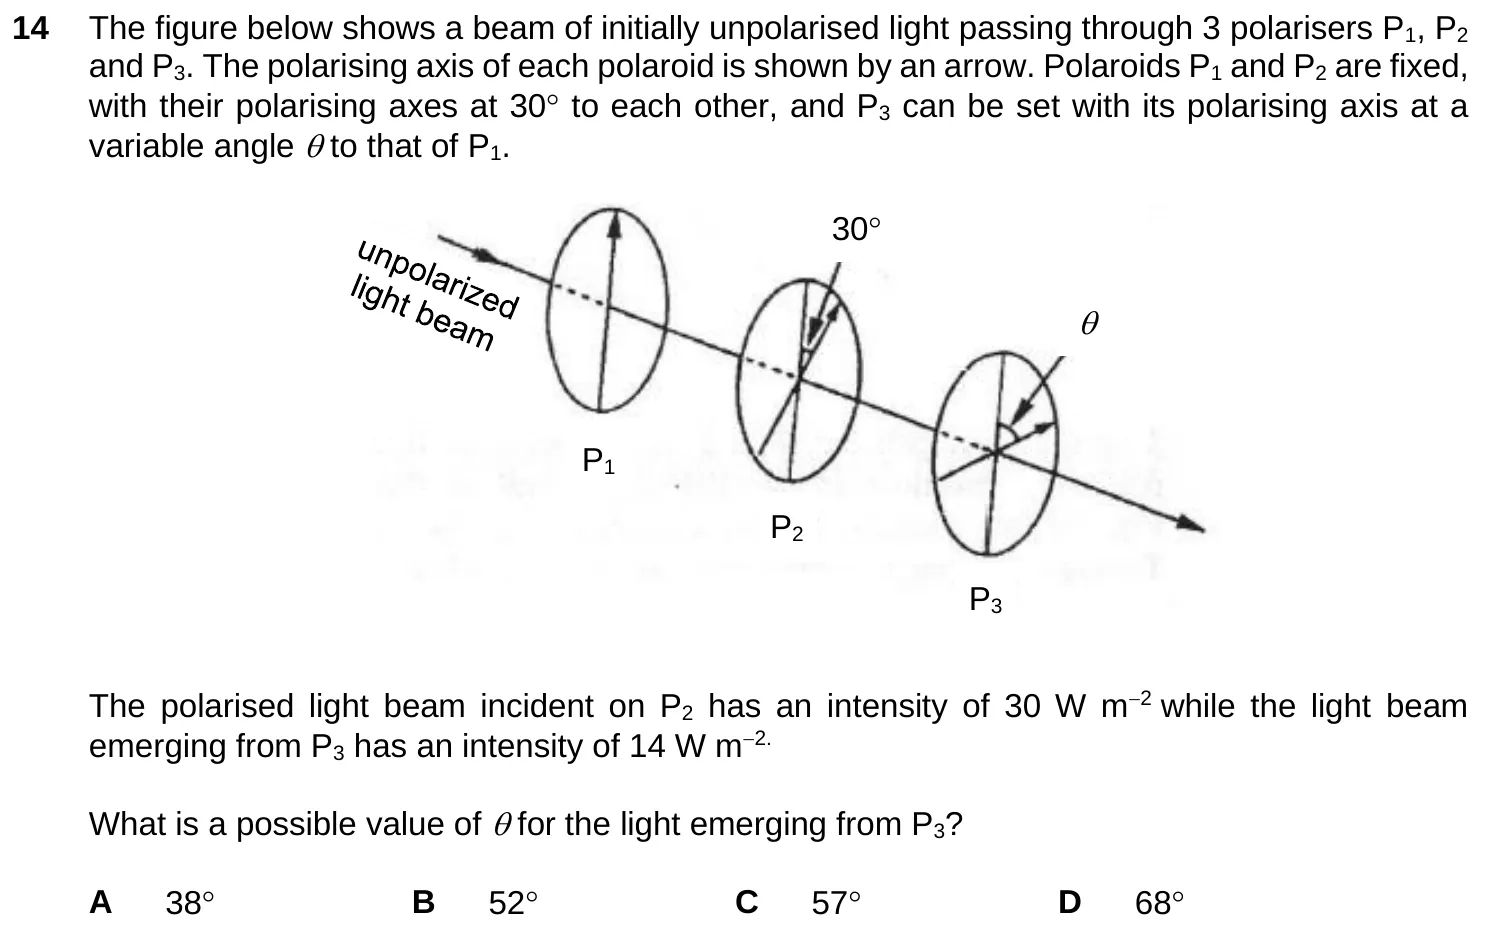 14 The figure below shows a beam of initially unpolarised light passing through 3 polarisers P₁, P₂
and P₃. The polarising axis of each polaroid is shown by an arrow. Polaroids P₁ and P₂ are fixed,
with their polarising axes at 30° to each other, and P₃ can be set with its polarising axis at a
variable angle θ to that of P₁.
30°
unpolarized
light beam
θ
P₁
P₂
P₃
The polarised light beam incident on P₂ has an intensity of 30 W m⁻² while the light beam
emerging from P₃ has an intensity of 14 W m⁻²·
What is a possible value of θ for the light emerging from P₃?
A 38° B 52° C 57° D 68°